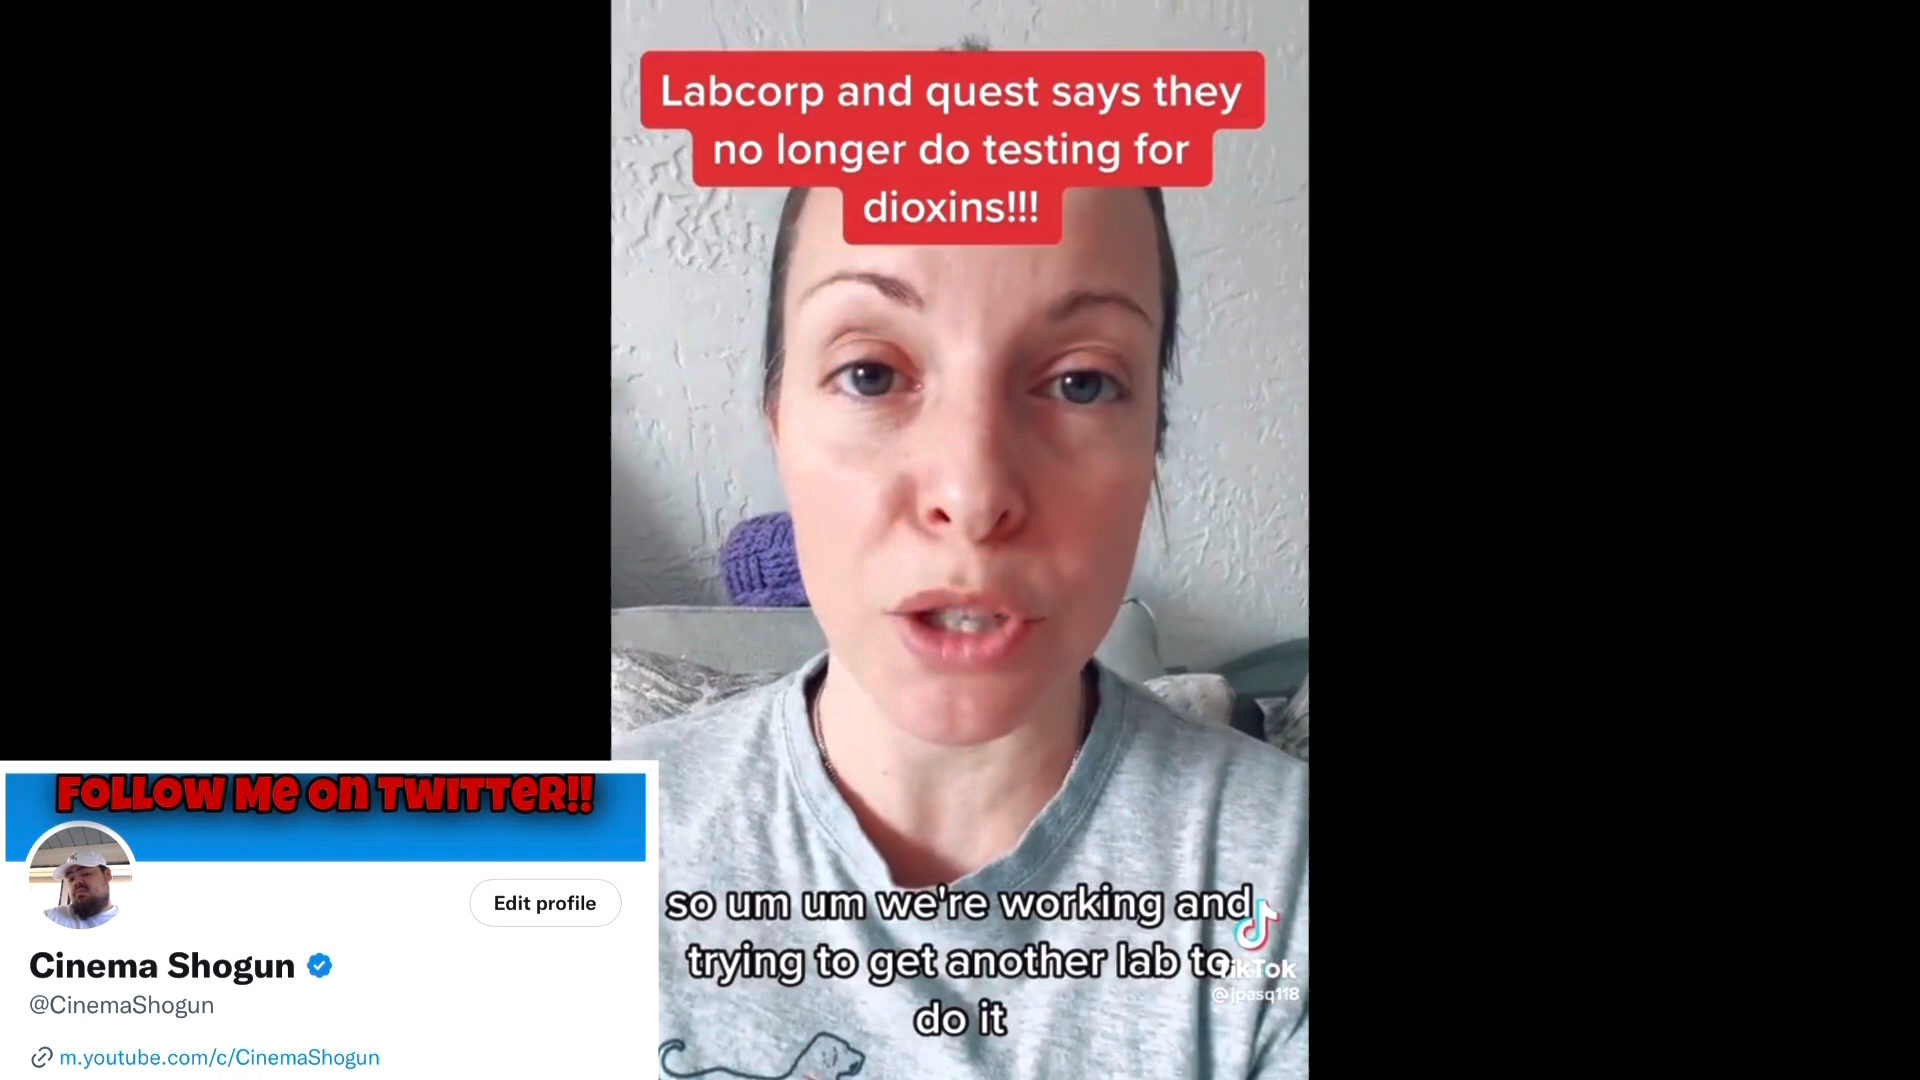 Labcorp and quest says they
no longer do testing for
dioxins!!!
FOLLOW Me on TWITTeR!!
Edit profile
Cinema Shogun
@CinemaShogun
m.youtube.com/c/CinemaShogun
so um um we're working and
trying to get another lab to
do it
TikTok
@jpasq118